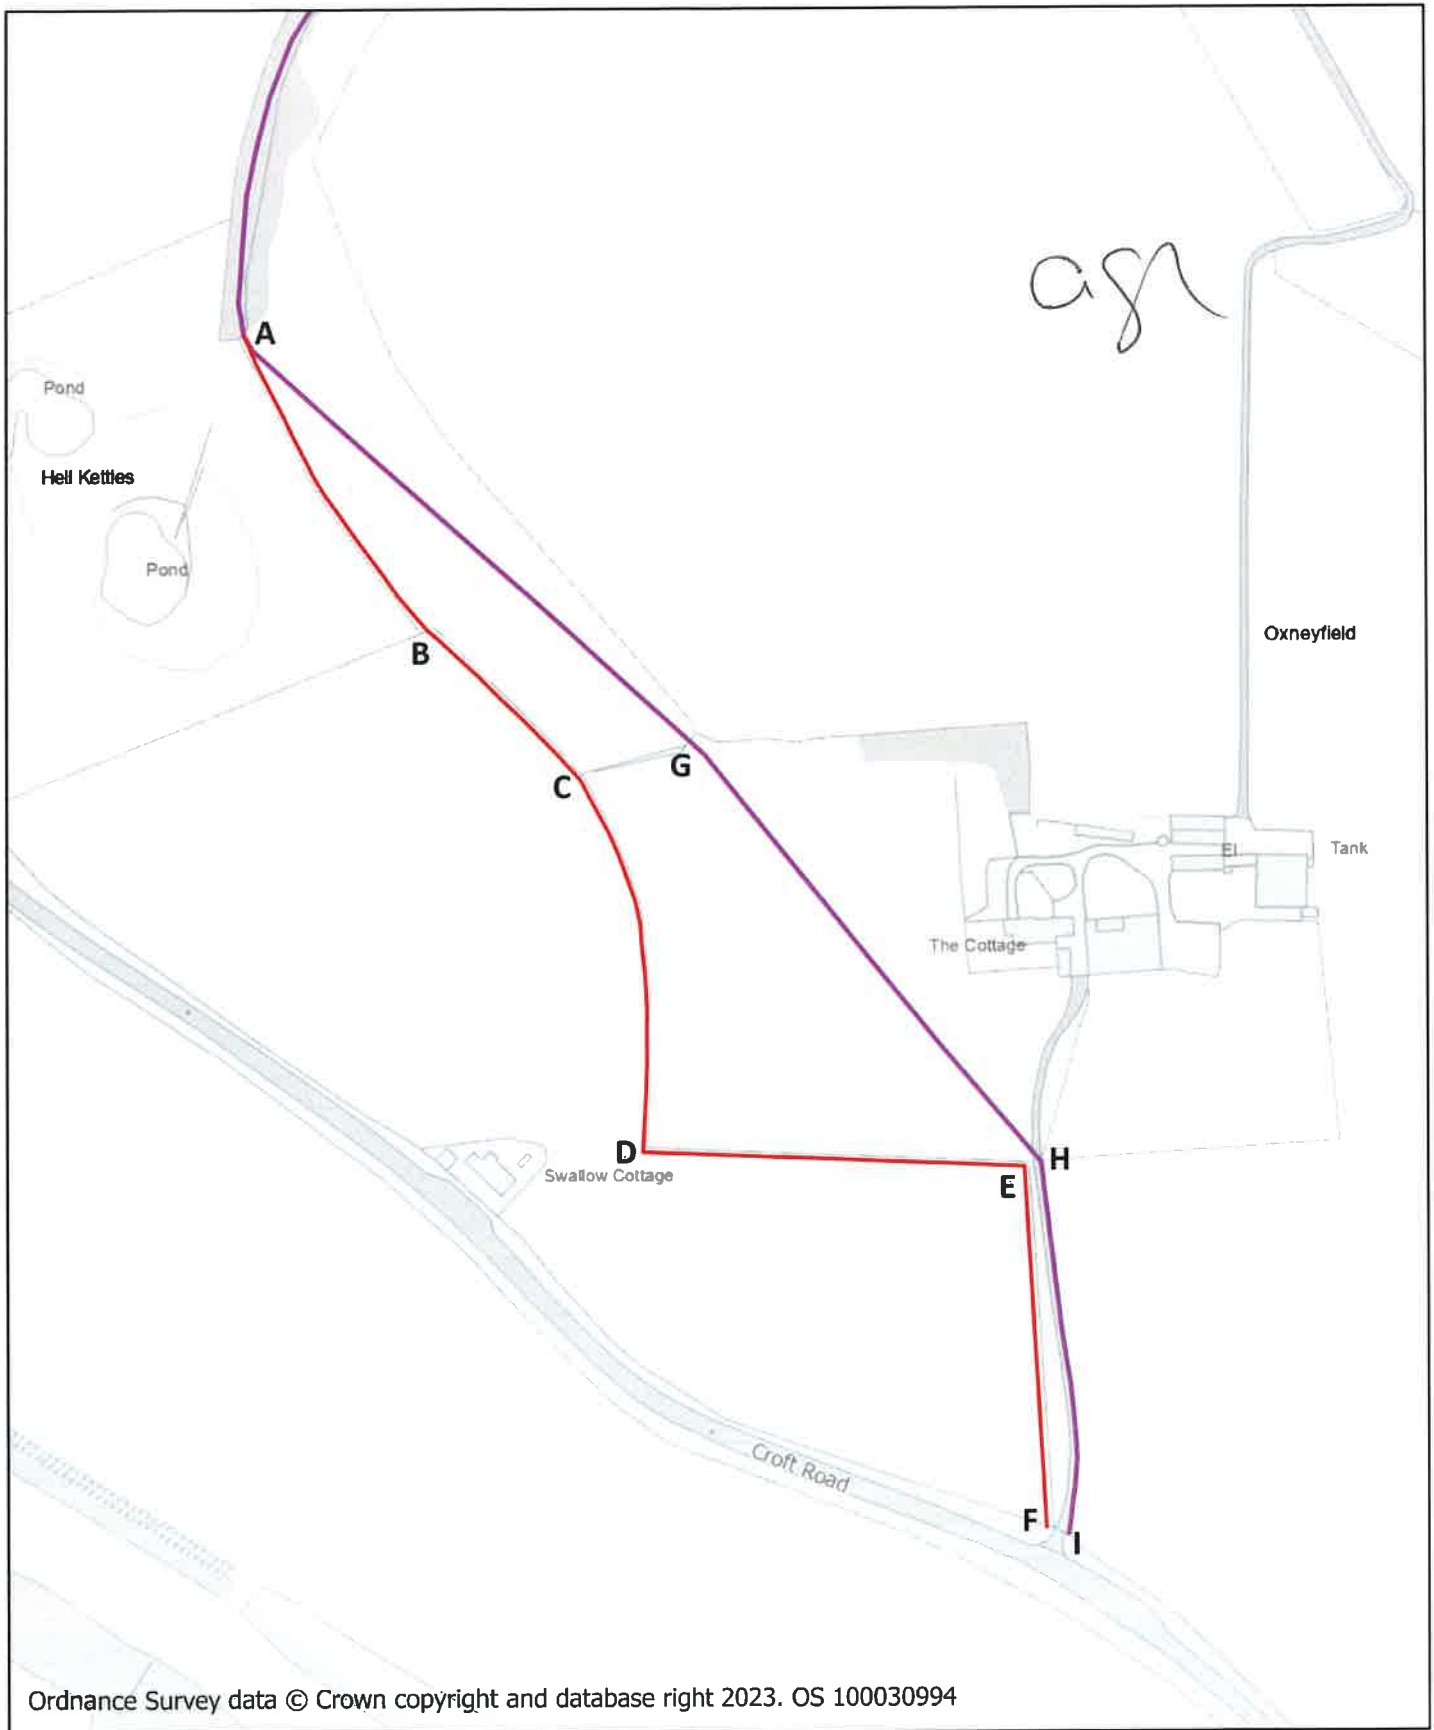 A
Pond
Hell Kettles
Pond
Oxneyfield
B
G
C
El
Tank
The Cottage
D
H
Swallow Cottage
E
Croft Road
F
I
Ordnance Survey data © Crown copyright and database right 2023. OS 100030994